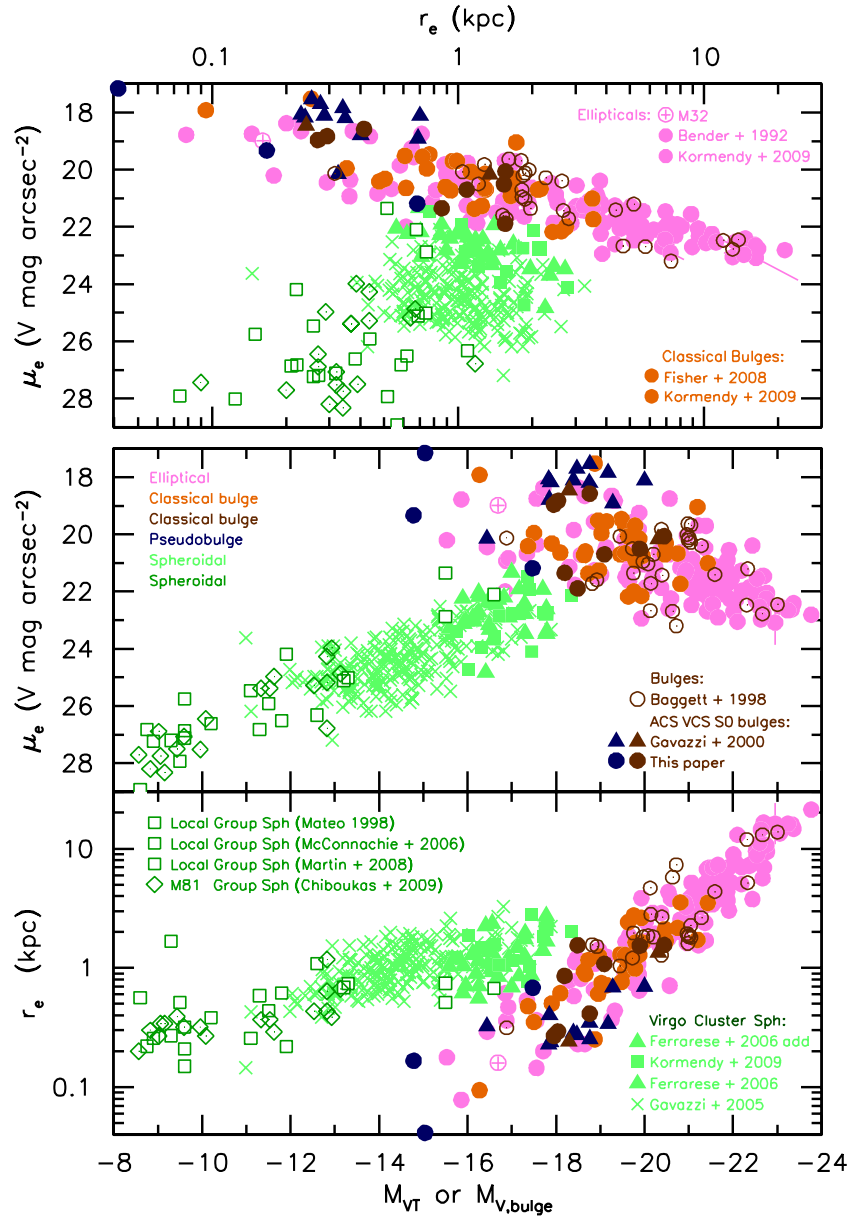 r_e (kpc)
0.1 1 10
18
20
22
24
26
28
μ_e (V mag arcsec⁻²)
Ellipticals: ⊕ M32
Bender + 1992
Kormendy + 2009
Classical Bulges:
Fisher + 2008
Kormendy + 2009
18
20
22
24
26
28
μ_e (V mag arcsec⁻²)
Elliptical
Classical bulge
Classical bulge
Pseudobulge
Spheroidal
Spheroidal
Bulges:
Baggett + 1998
ACS VCS S0 bulges:
Gavazzi + 2000
This paper
10
1
0.1
r_e (kpc)
Local Group Sph (Mateo 1998)
Local Group Sph (McConnachie + 2006)
Local Group Sph (Martin + 2008)
M81 Group Sph (Chiboukas + 2009)
Virgo Cluster Sph:
Ferrarese + 2006 add
Kormendy + 2009
Ferrarese + 2006
Gavazzi + 2005
-8 -10 -12 -14 -16 -18 -20 -22 -24
M_VT or M_V,bulge